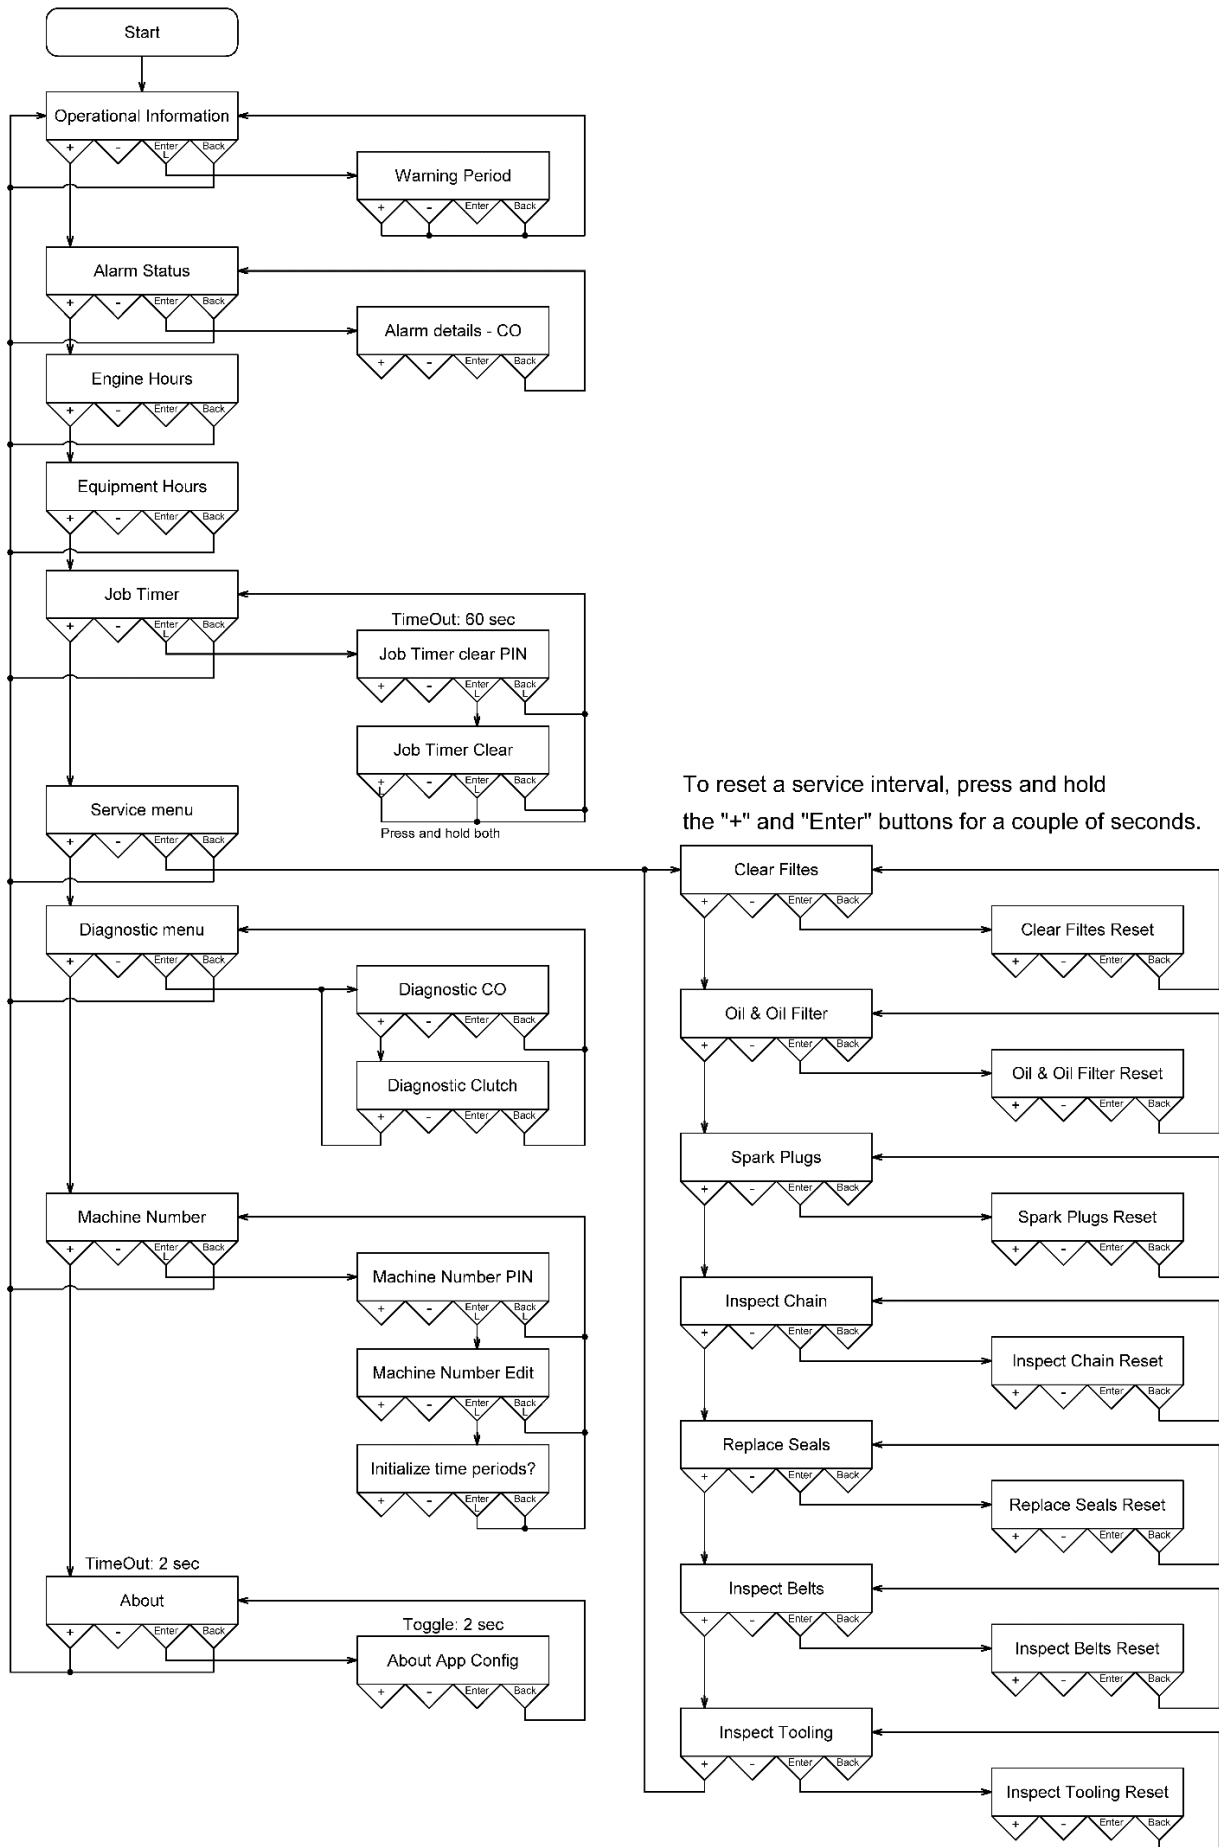 Start
Operational Information
+ - Enter L Back
Warning Period
+ - Enter Back
Alarm Status
+ - Enter Back
Alarm details - CO
+ - Enter Back
Engine Hours
+ - Enter Back
Equipment Hours
+ - Enter Back
Job Timer
+ - Enter L Back
TimeOut: 60 sec
Job Timer clear PIN
+ - Enter L Back L
Job Timer Clear
+ L - Enter L Back
Press and hold both
Service menu
+ - Enter Back
To reset a service interval, press and hold
the "+" and "Enter" buttons for a couple of seconds.
Clear Filtes
+ - Enter Back
Clear Filtes Reset
+ - Enter Back
Diagnostic menu
+ - Enter Back
Diagnostic CO
+ - Enter Back
Diagnostic Clutch
+ - Enter Back
Oil & Oil Filter
+ - Enter Back
Oil & Oil Filter Reset
+ - Enter Back
Spark Plugs
+ - Enter Back
Spark Plugs Reset
+ - Enter Back
Machine Number
+ - Enter L Back
Machine Number PIN
+ - Enter L Back L
Machine Number Edit
+ - Enter L Back L
Initialize time periods?
+ - Enter L Back
Inspect Chain
+ - Enter Back
Inspect Chain Reset
+ - Enter Back
Replace Seals
+ - Enter Back
Replace Seals Reset
+ - Enter Back
TimeOut: 2 sec
About
+ - Enter Back
Toggle: 2 sec
About App Config
+ - Enter Back
Inspect Belts
+ - Enter Back
Inspect Belts Reset
+ - Enter Back
Inspect Tooling
+ - Enter Back
Inspect Tooling Reset
+ - Enter Back